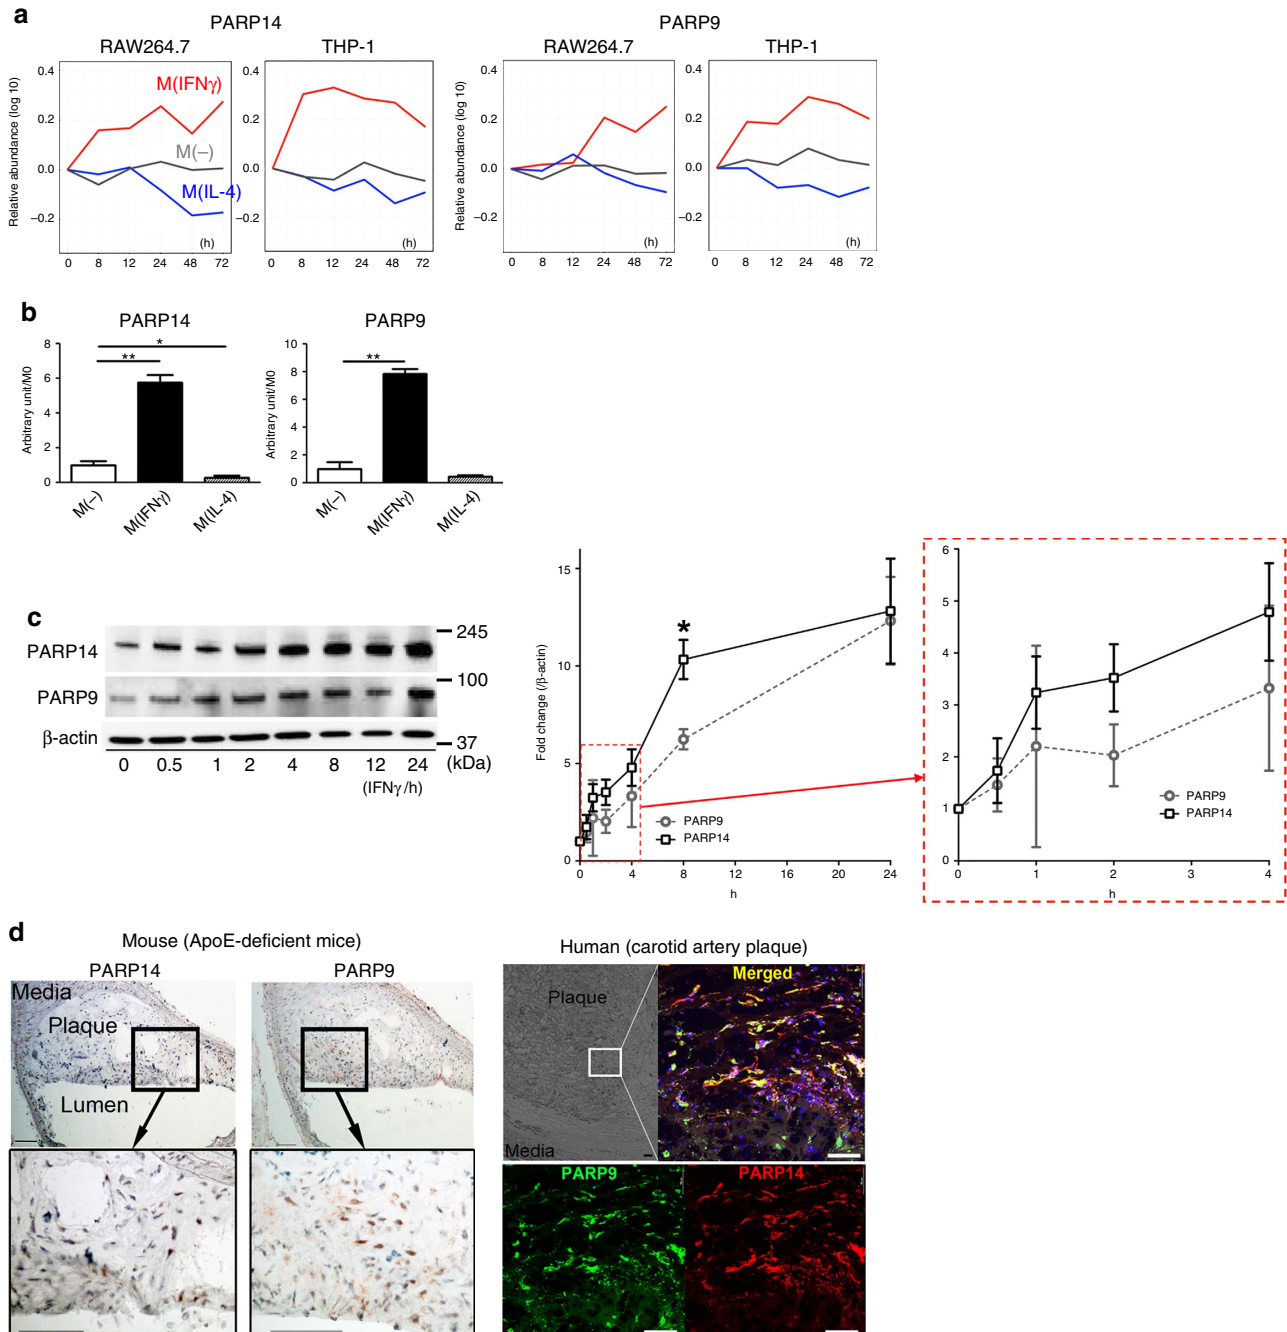 a
PARP14
PARP9
RAW264.7
THP-1
RAW264.7
THP-1
Relative abundance (log 10)
0.4
0.2
0.0
–0.2
M(IFNγ)
M(–)
M(IL-4)
(h)
0 8 12 24 48 72
0.4
0.2
0.0
–0.2
(h)
0 8 12 24 48 72
Relative abundance (log 10)
0.4
0.2
0.0
–0.2
(h)
0 8 12 24 48 72
0.4
0.2
0.0
–0.2
(h)
0 8 12 24 48 72
b
PARP14
PARP9
Arbitrary unit/M0
8
6
4
2
0
*
**
M(–)
M(IFNγ)
M(IL-4)
Arbitrary unit/M0
10
8
6
4
2
0
**
M(–)
M(IFNγ)
M(IL-4)
c
PARP14
PARP9
β-actin
245
100
37
0 0.5 1 2 4 8 12 24 (kDa)
(IFNγ/h)
Fold change (/β-actin)
15
10
5
0
*
PARP9
PARP14
0 4 8 12 16 20 24
h
6
5
4
3
2
1
0
PARP9
PARP14
0 1 2 3 4
h
d
Mouse (ApoE-deficient mice)
PARP14
PARP9
Media
Plaque
Lumen
Human (carotid artery plaque)
Plaque
Media
Merged
PARP9
PARP14